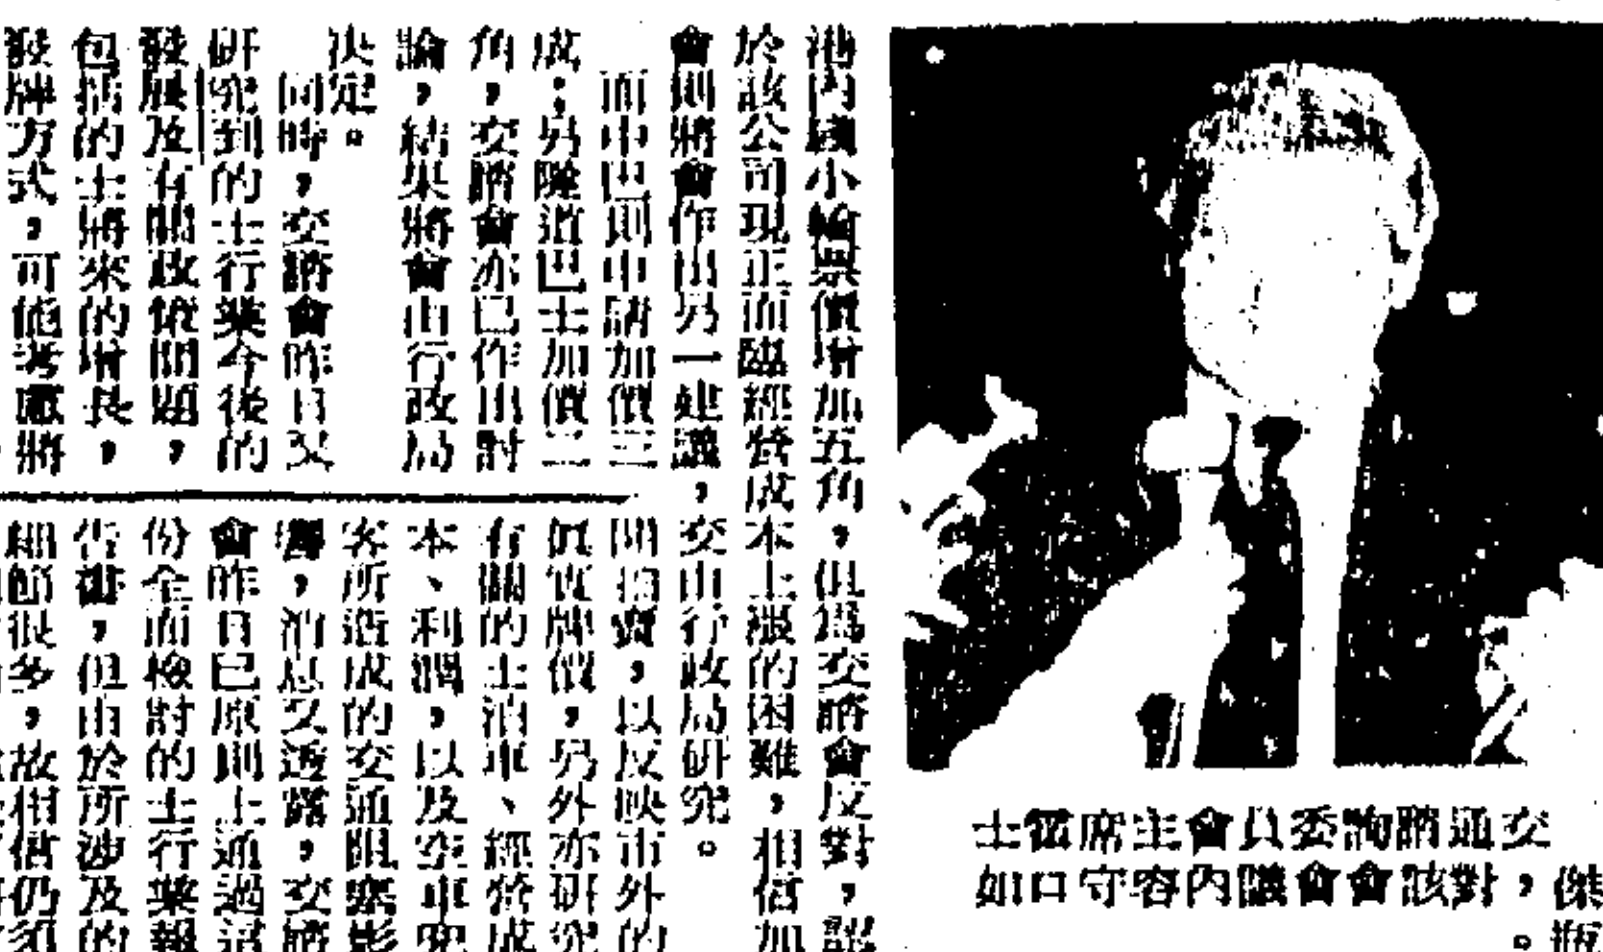 港內線小輪票價增加五角，但為交諮會反對，認
於該公司現正面臨經營成本上漲的困難，相信加
會則將會作出另一建議，交由行政局研究。
而中巴則申請加價三
成；另隧道巴士加價二
角，交諮會亦已作出討
論，結果將會由行政局
決定。
同時，交諮會昨日又
研究到的士行業今後的
發展及有關政策問題，
包括的士將來的增長，
發牌方式，可能考慮將
開拍賣，以反映市外的
真實牌價，另外亦研究
有關的士泊車、經營成
本、利潤，以及空車兜
客所造成的交通阻塞影
響，消息又透露，交諮
會昨日已原則上通過這
份全面檢討的士行業報
告書，但由於所涉及的
細節很多，故相信仍須
交通諮詢委員會主席霍士
傑，對該會會議內容守口如
瓶。